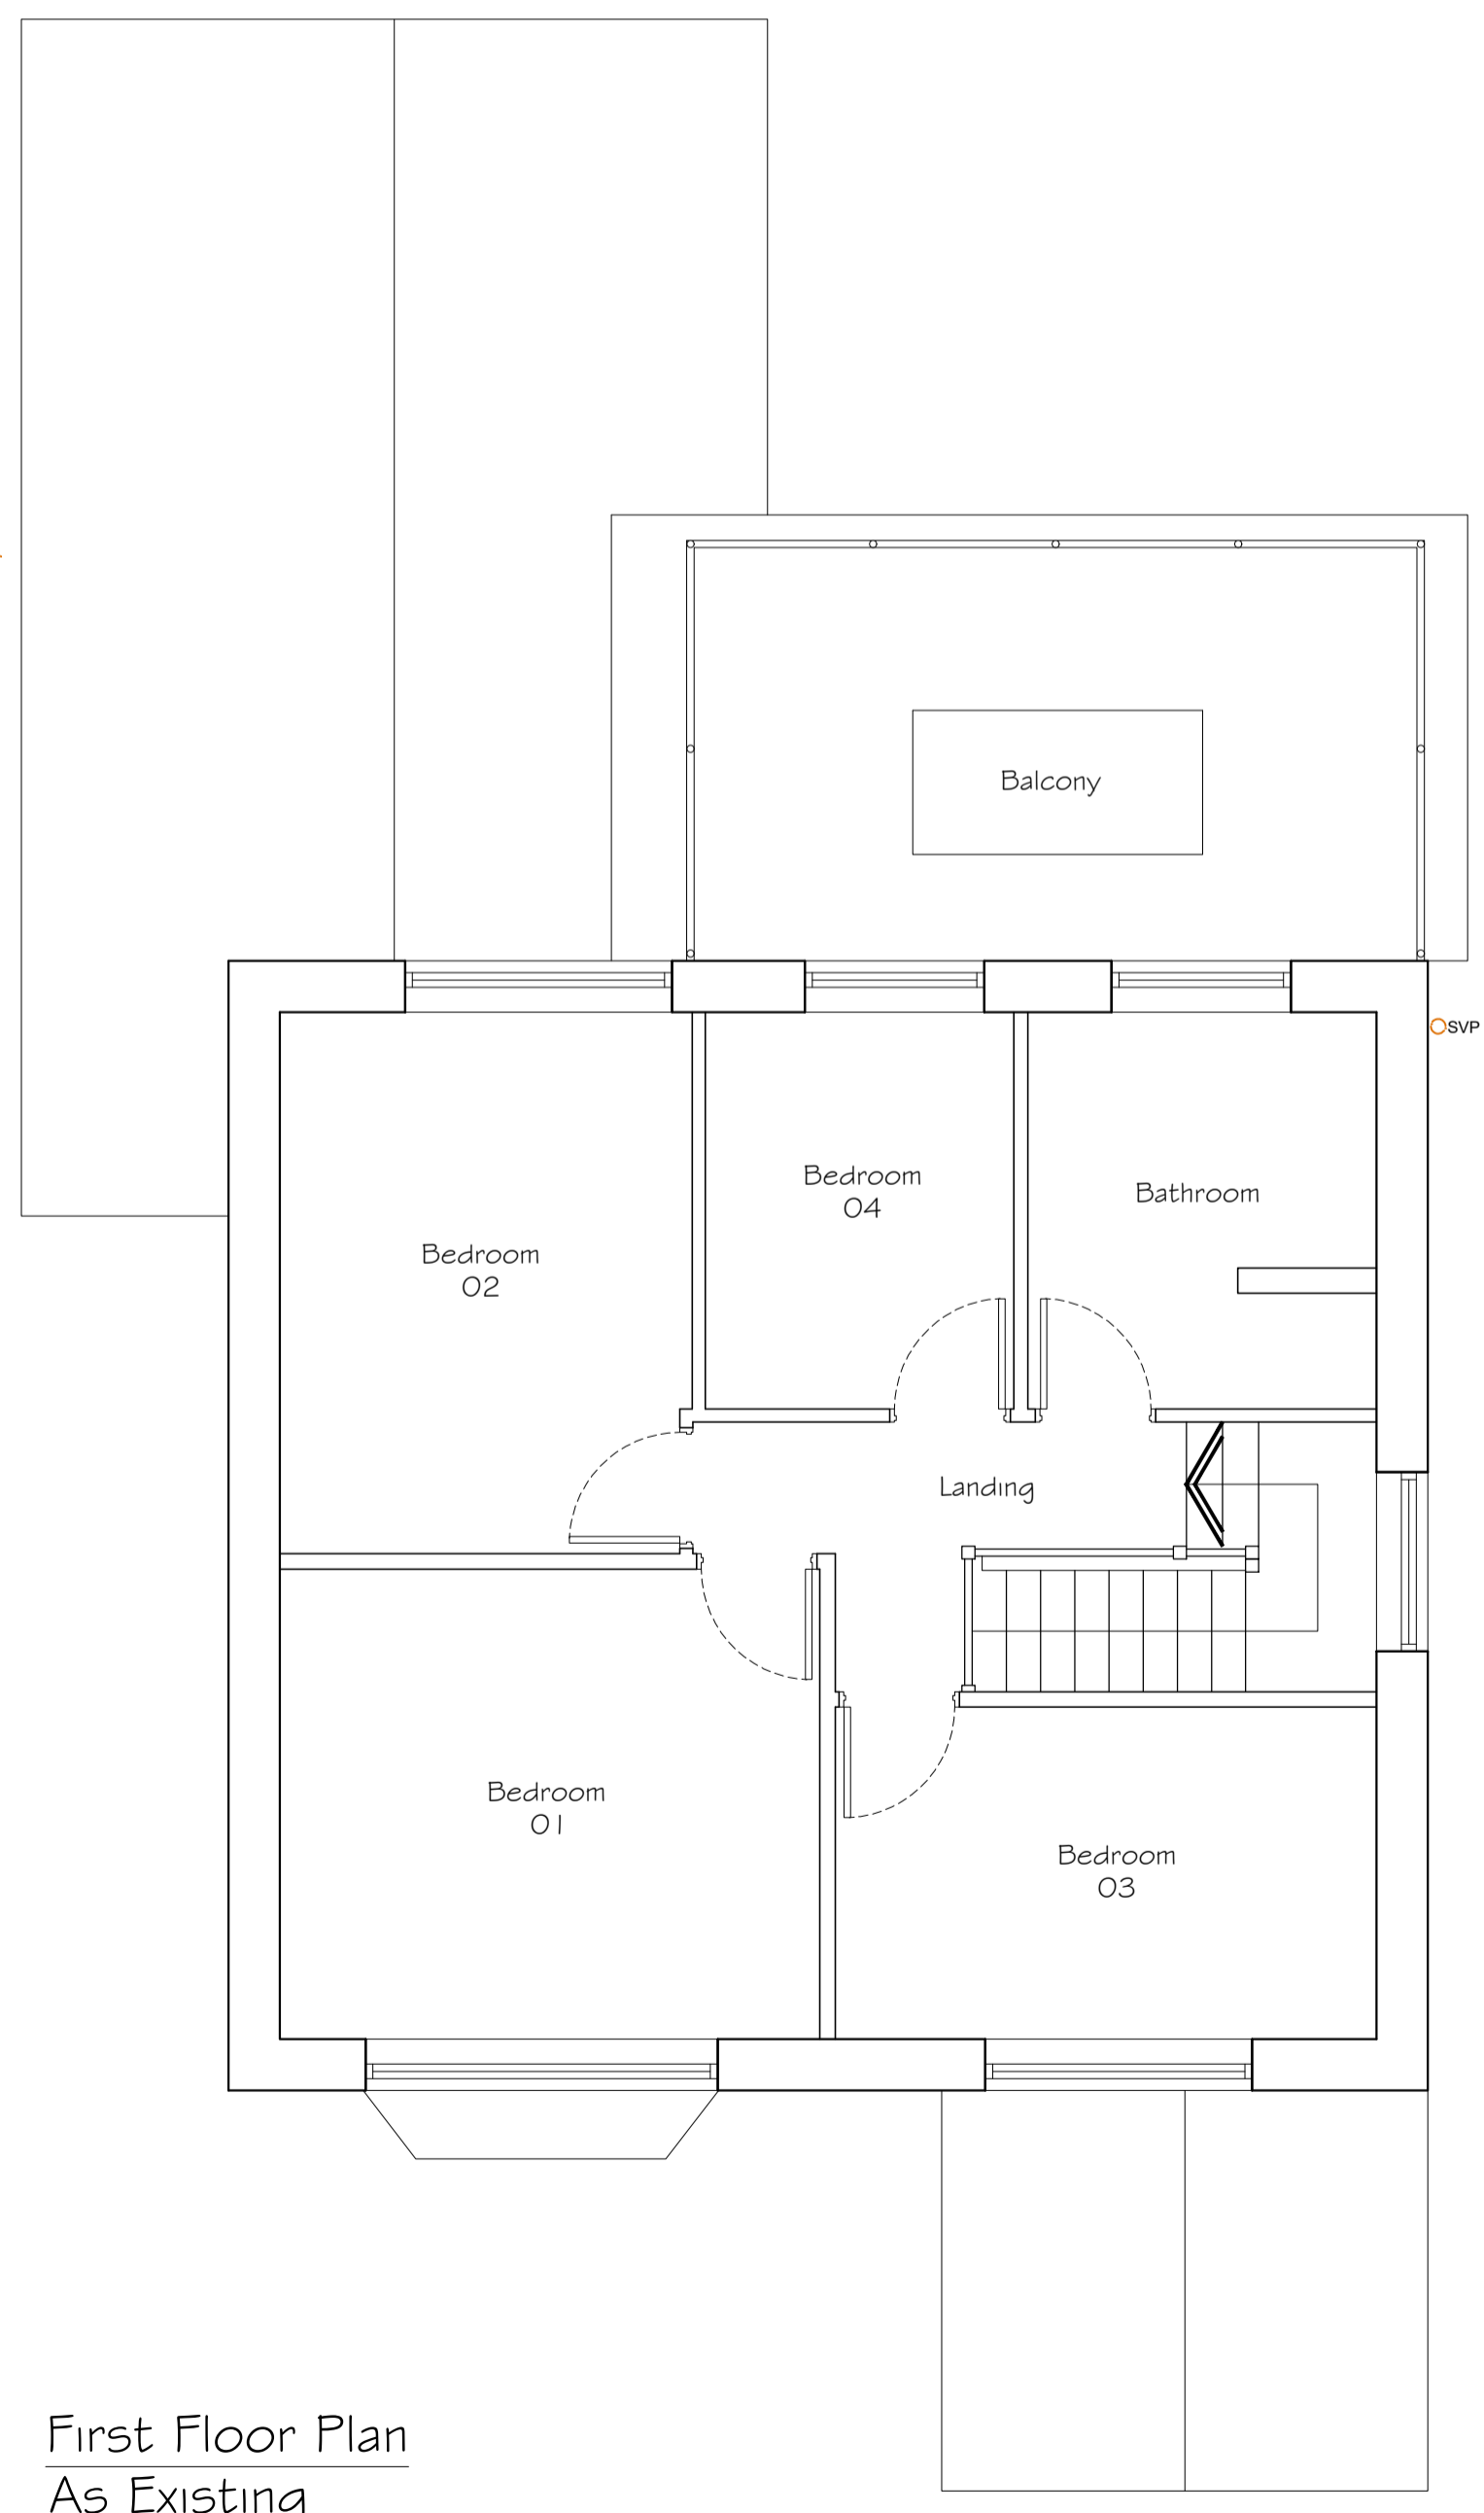 Balcony
SVP
Bedroom
04
Bathroom
Bedroom
02
Landing
Bedroom
01
Bedroom
03
First Floor Plan
As Existing